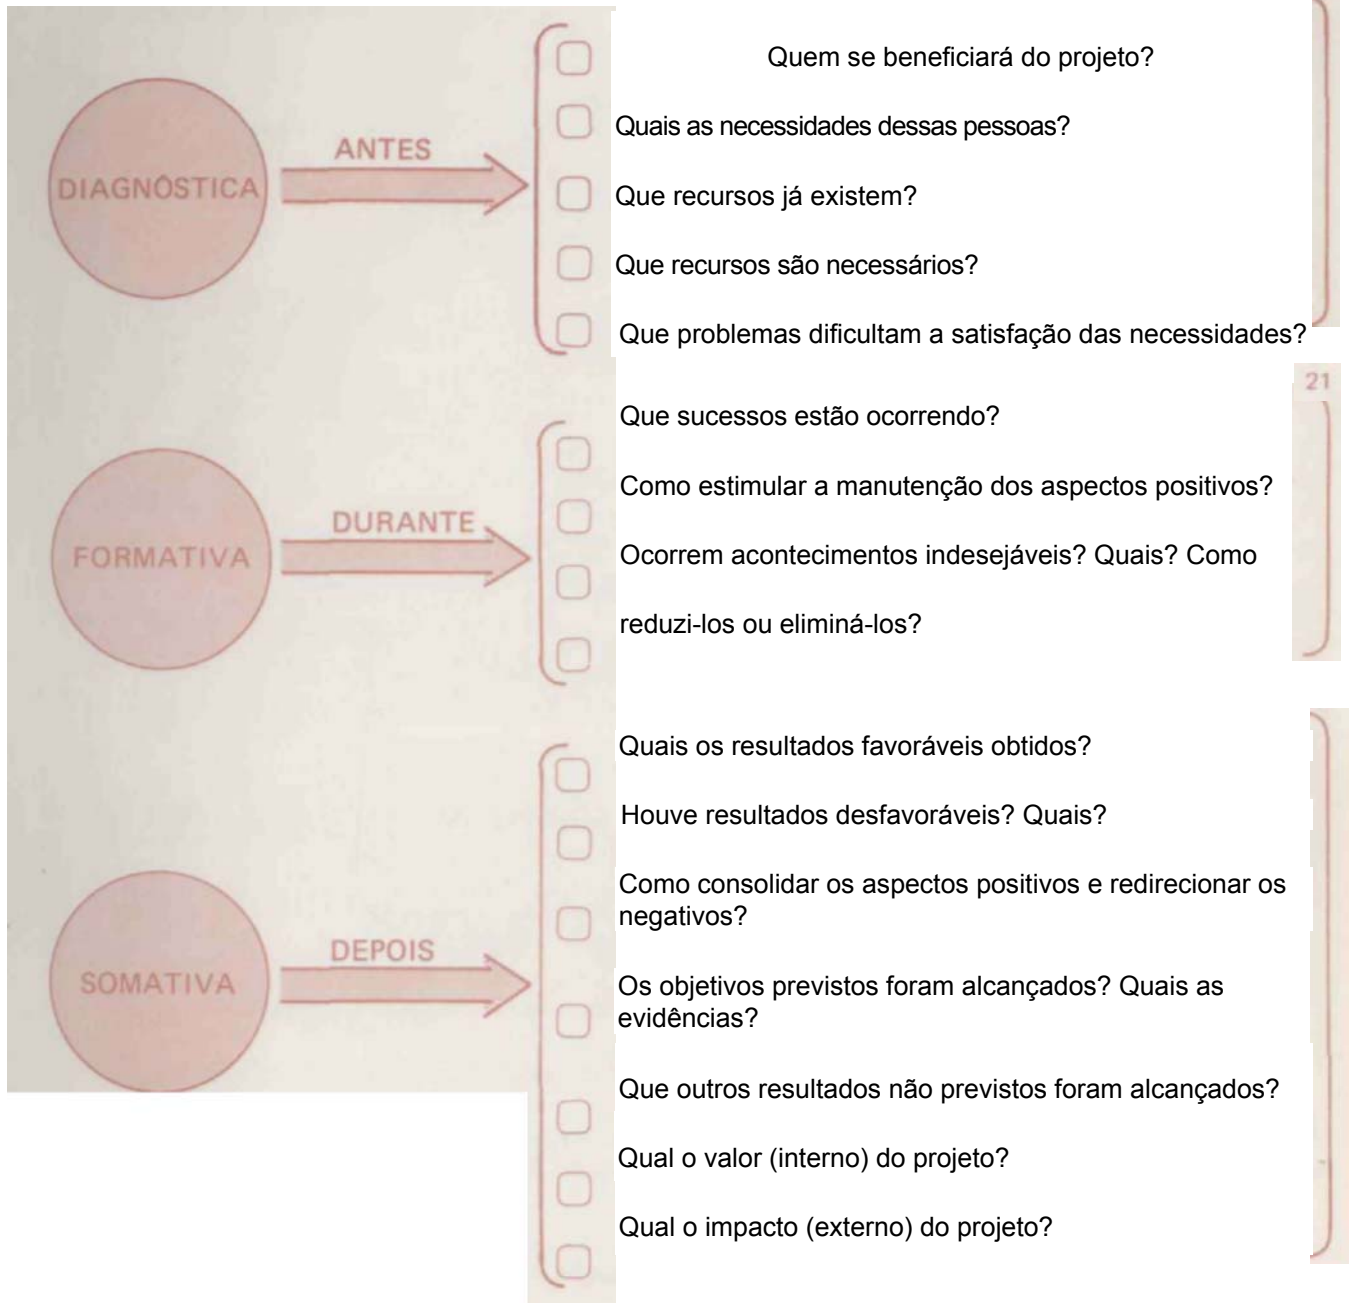 DIAGNÓSTICA
ANTES
Quem se beneficiará do projeto?
Quais as necessidades dessas pessoas?
Que recursos já existem?
Que recursos são necessários?
Que problemas dificultam a satisfação das necessidades?
21
FORMATIVA
DURANTE
Que sucessos estão ocorrendo?
Como estimular a manutenção dos aspectos positivos?
Ocorrem acontecimentos indesejáveis? Quais? Como
reduzi-los ou eliminá-los?
SOMATIVA
DEPOIS
Quais os resultados favoráveis obtidos?
Houve resultados desfavoráveis? Quais?
Como consolidar os aspectos positivos e redirecionar os
negativos?
Os objetivos previstos foram alcançados? Quais as
evidências?
Que outros resultados não previstos foram alcançados?
Qual o valor (interno) do projeto?
Qual o impacto (externo) do projeto?